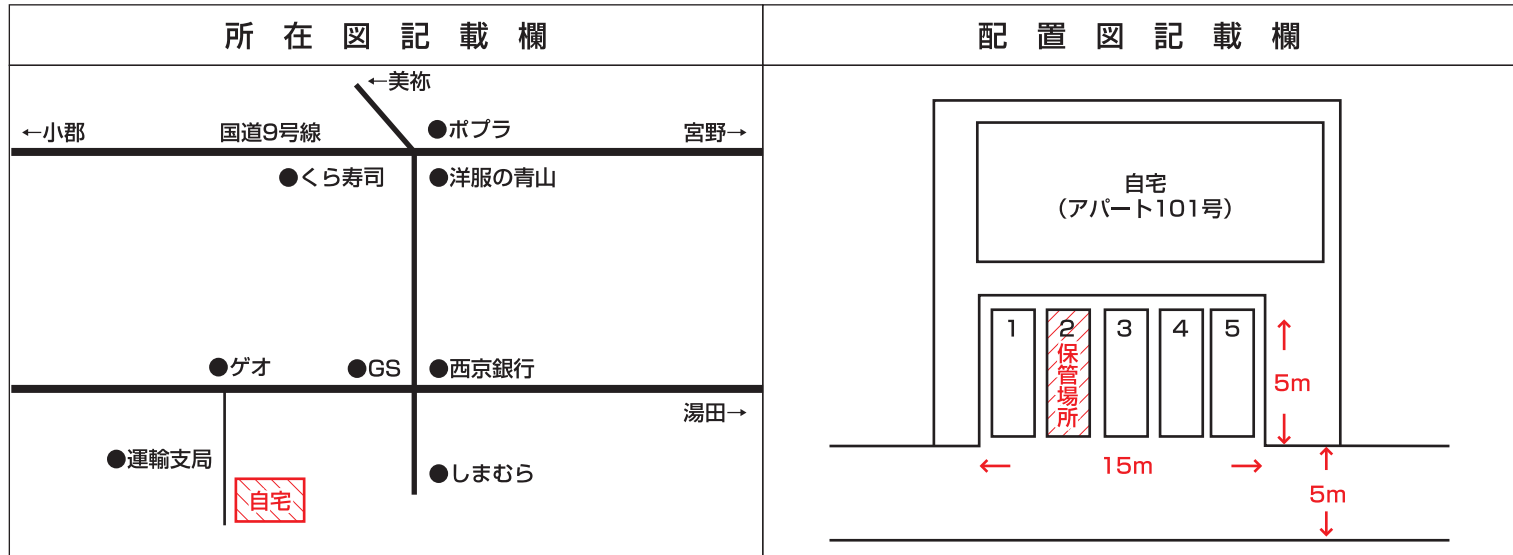 所在図記載欄
←美祢
←小郡
国道9号線
●ポプラ
宮野→
●くら寿司
●洋服の青山
●ゲオ
●GS
●西京銀行
湯田→
●運輸支局
自宅
●しまむら
配置図記載欄
自宅
（アパート101号）
1
2
保管場所
3
4
5
5m
15m
5m